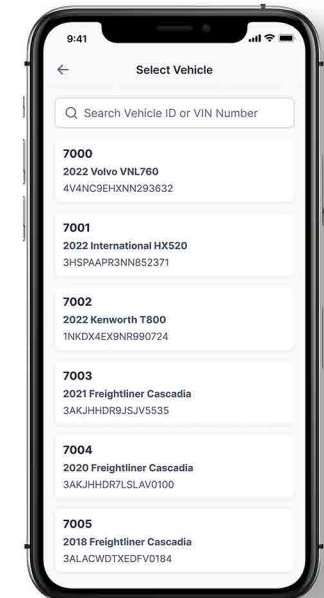 9:41
Select Vehicle
Search Vehicle ID or VIN Number
7000
2022 Volvo VNL760
4V4NC9EHXNN293632
7001
2022 International HX520
3HSPAAPR3NN852371
7002
2022 Kenworth T800
1NKDX4EX9NR990724
7003
2021 Freightliner Cascadia
3AKJHHDR9JSJV5535
7004
2020 Freightliner Cascadia
3AKJHHDR7LSLAV0100
7005
2018 Freightliner Cascadia
3ALACWDTXEDFV0184